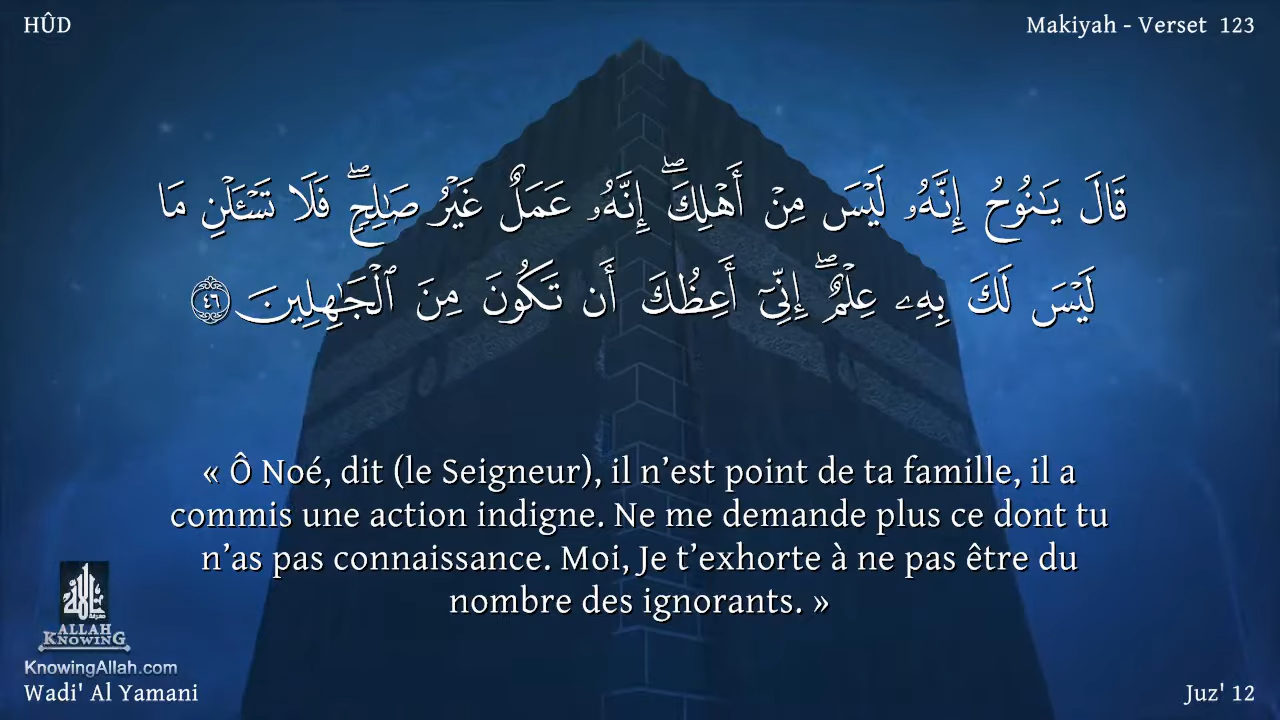 HÛD
Makiyah - Verset 123
قَالَ يَـٰنُوحُ إِنَّهُۥ لَيْسَ مِنْ أَهْلِكَ ۖ إِنَّهُۥ عَمَلٌ غَيْرُ صَـٰلِحٍ ۖ فَلَا تَسْـَٔلْنِ مَا
لَيْسَ لَكَ بِهِۦ عِلْمٌ ۖ إِنِّىٓ أَعِظُكَ أَن تَكُونَ مِنَ ٱلْجَـٰهِلِينَ ٤٦
« Ô Noé, dit (le Seigneur), il n’est point de ta famille, il a
commis une action indigne. Ne me demande plus ce dont tu
n’as pas connaissance. Moi, Je t’exhorte à ne pas être du
nombre des ignorants. »
ALLAH
KNOWING
KnowingAllah.com
Wadi' Al Yamani
Juz' 12